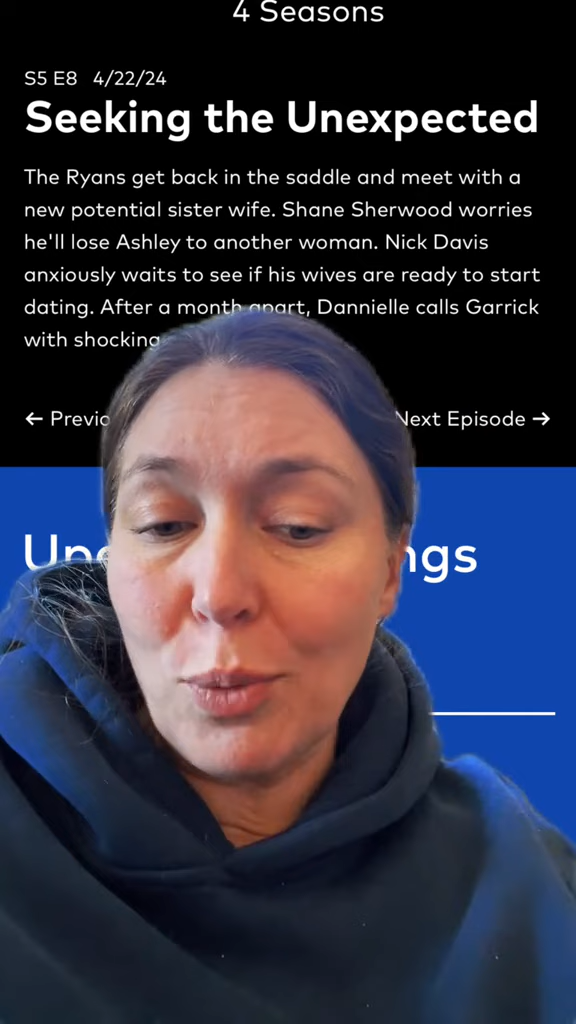 4 Seasons
S5 E8 4/22/24
Seeking the Unexpected
The Ryans get back in the saddle and meet with a
new potential sister wife. Shane Sherwood worries
he'll lose Ashley to another woman. Nick Davis
anxiously waits to see if his wives are ready to start
dating. After a month apart, Dannielle calls Garrick
with shocking
← Next Episode →